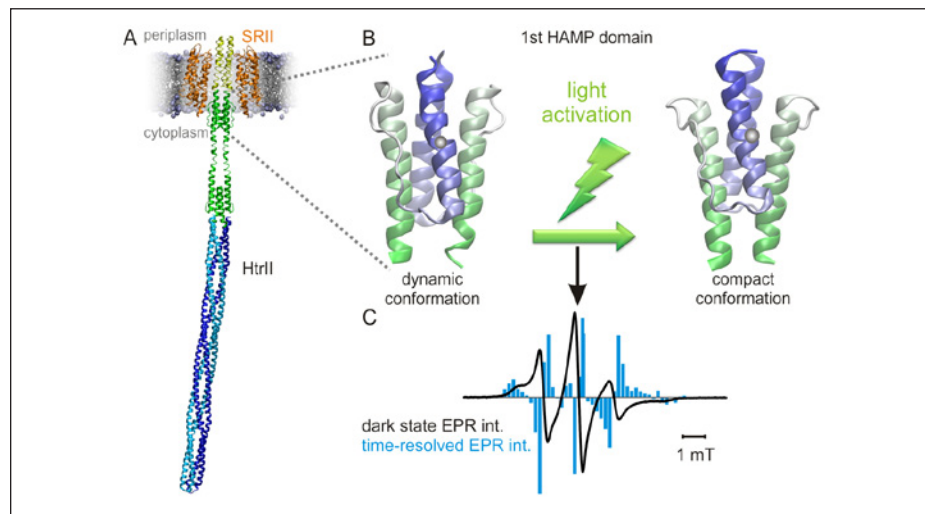 A
periplasm
SRII
cytoplasm
HtrII
B
1st HAMP domain
light
activation
dynamic
conformation
compact
conformation
C
dark state EPR int.
time-resolved EPR int.
1 mT